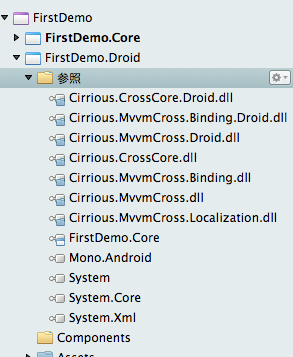 FirstDemo
FirstDemo.Core
FirstDemo.Droid
参照
Cirrious.CrossCore.Droid.dll
Cirrious.MvvmCross.Binding.Droid.dll
Cirrious.MvvmCross.Droid.dll
Cirrious.CrossCore.dll
Cirrious.MvvmCross.Binding.dll
Cirrious.MvvmCross.dll
Cirrious.MvvmCross.Localization.dll
FirstDemo.Core
Mono.Android
System
System.Core
System.Xml
Components
Assets